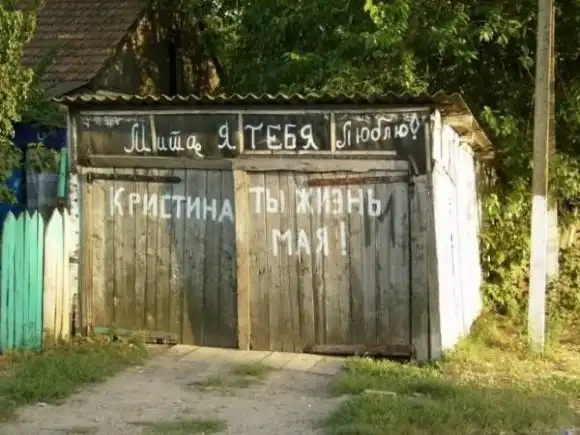 Митя Я ТЕБЯ Люблю!
КРИСТИНА ТЫ ЖИЗНЬ
МАЯ!